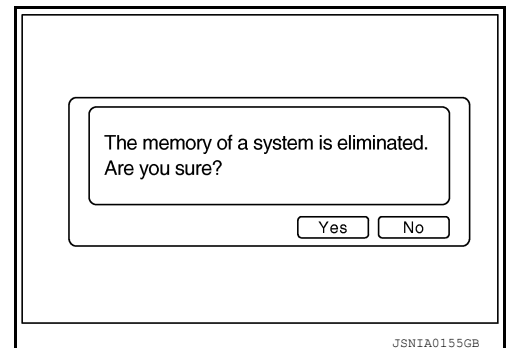 The memory of a system is eliminated.
Are you sure?
Yes No
JSNIA0155GB